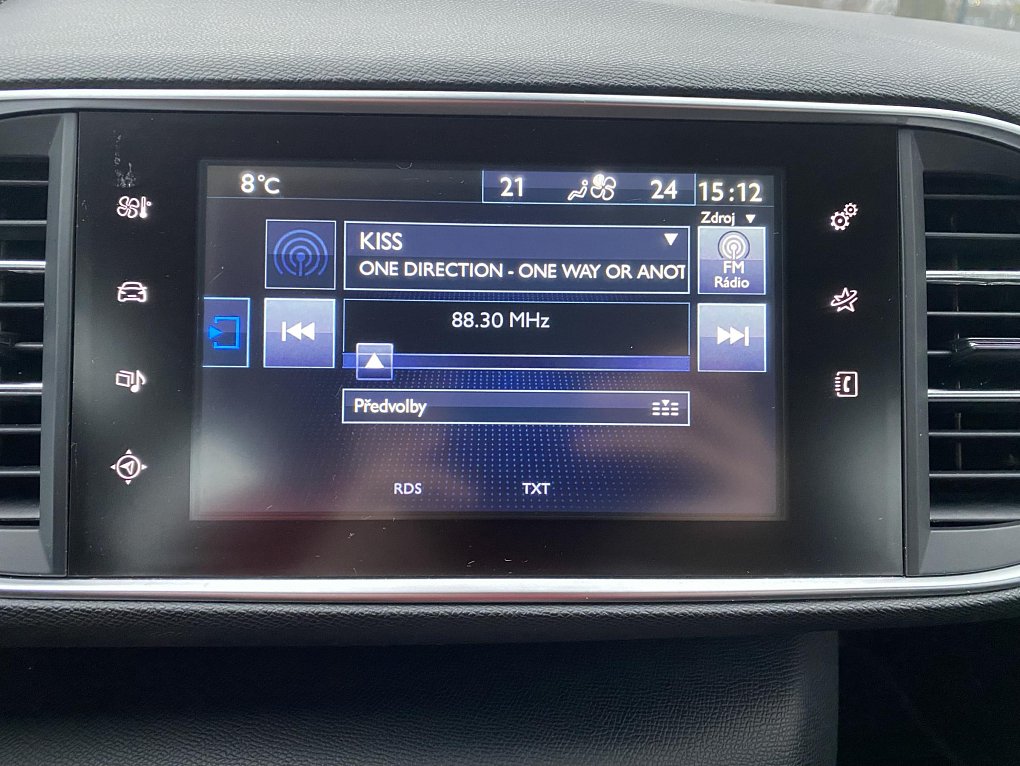 8°C
21
24
15:12
Zdroj
KISS
ONE DIRECTION - ONE WAY OR ANOT
FM
Rádio
88.30 MHz
Předvolby
RDS
TXT